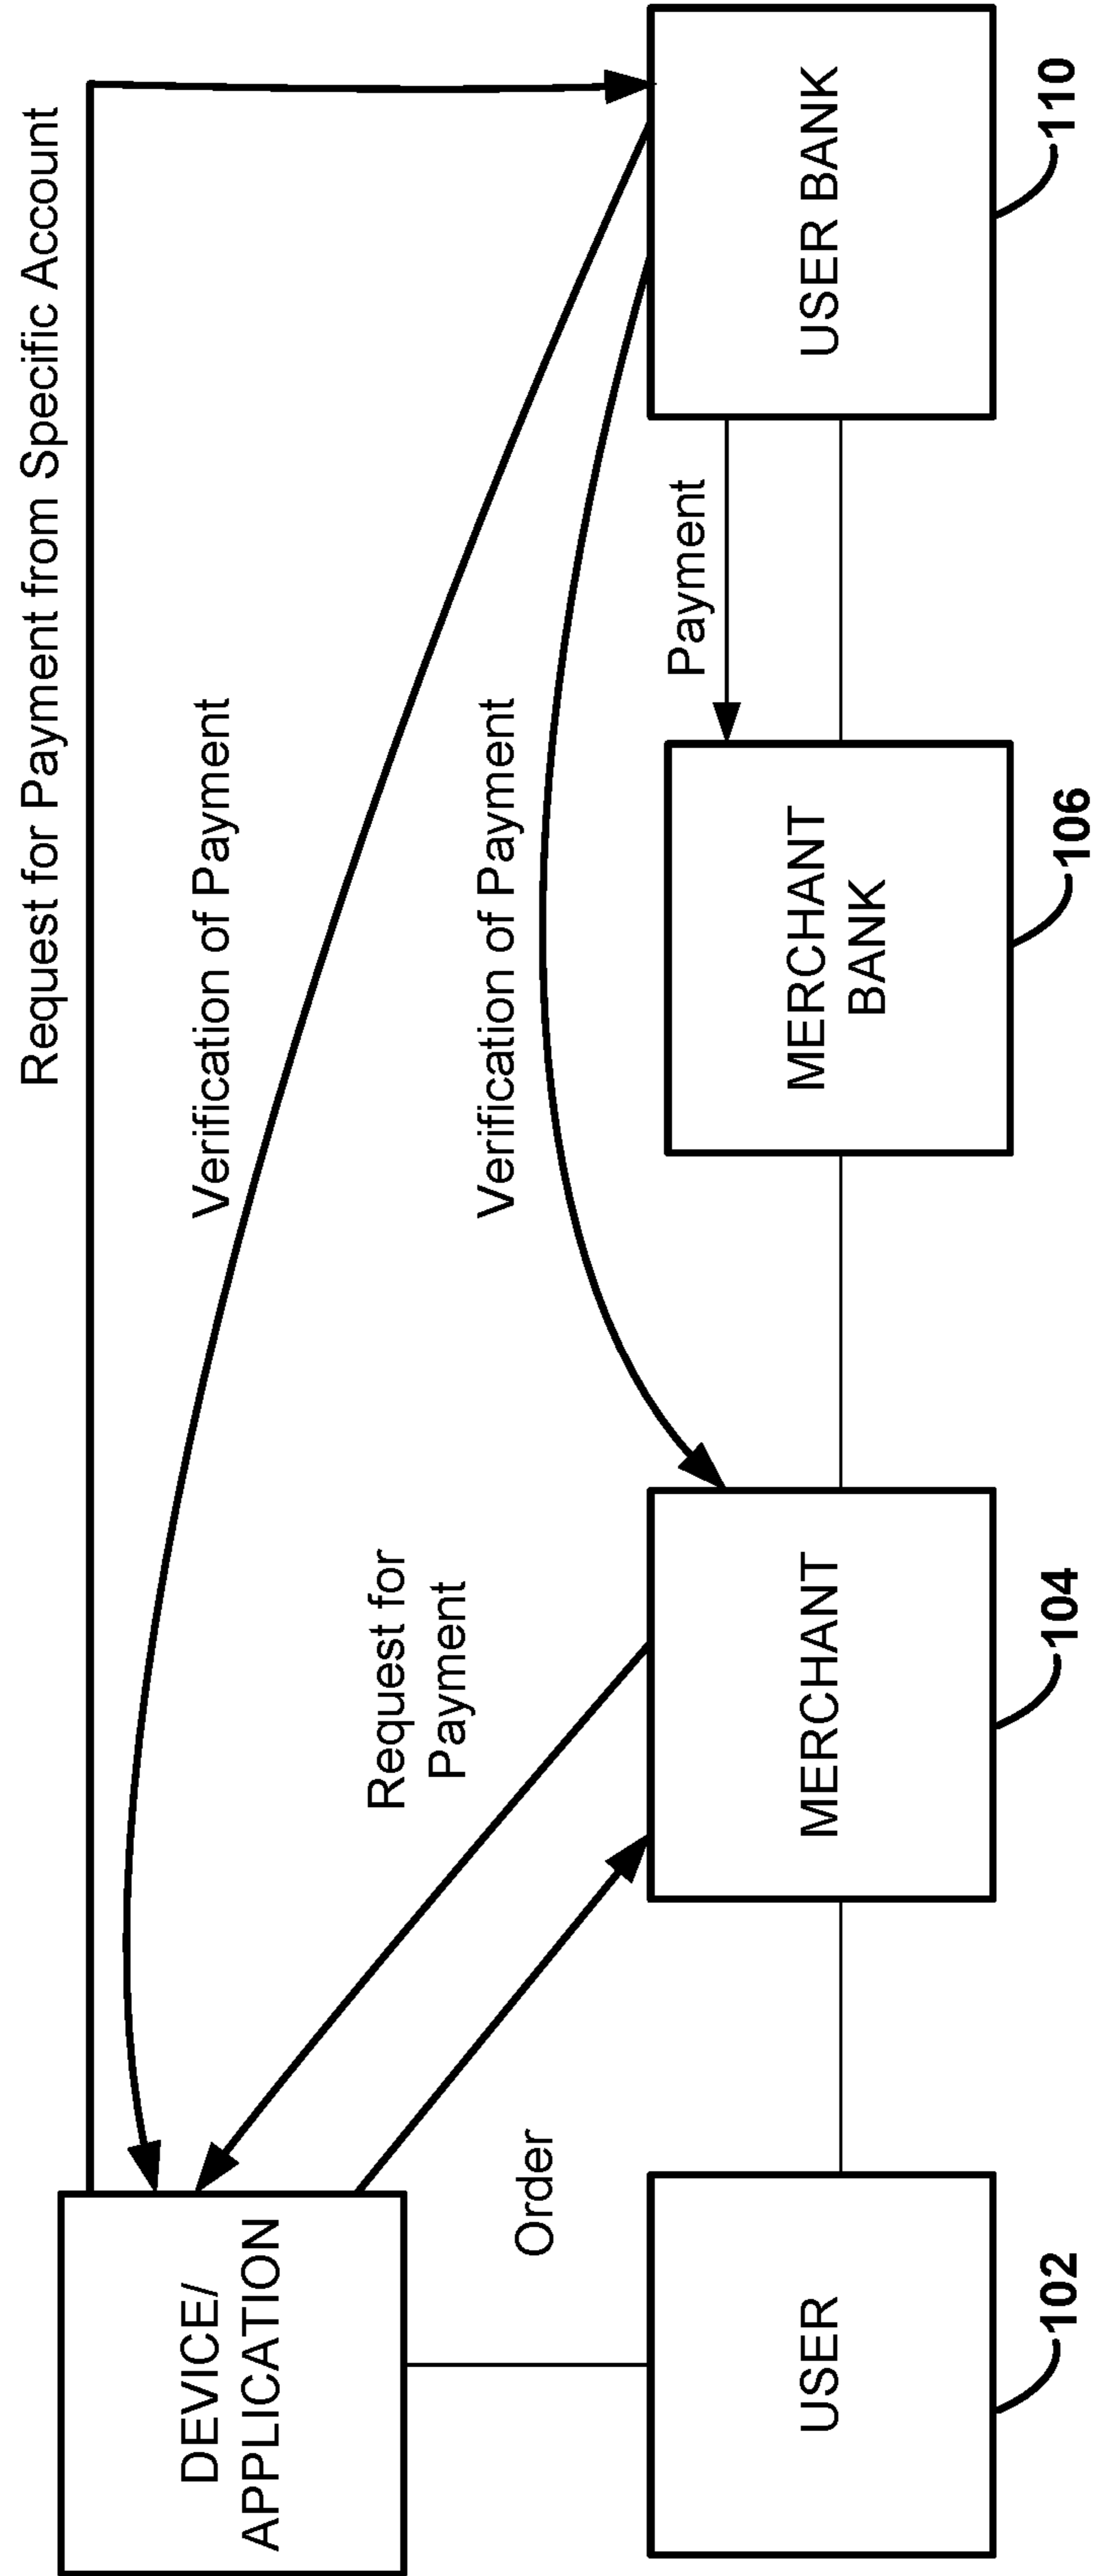 Request for Payment from Specific Account
Verification of Payment
Verification of Payment
Request for
Payment
Payment
Order
DEVICE/
APPLICATION
USER
MERCHANT
MERCHANT
BANK
USER BANK
102
104
106
110